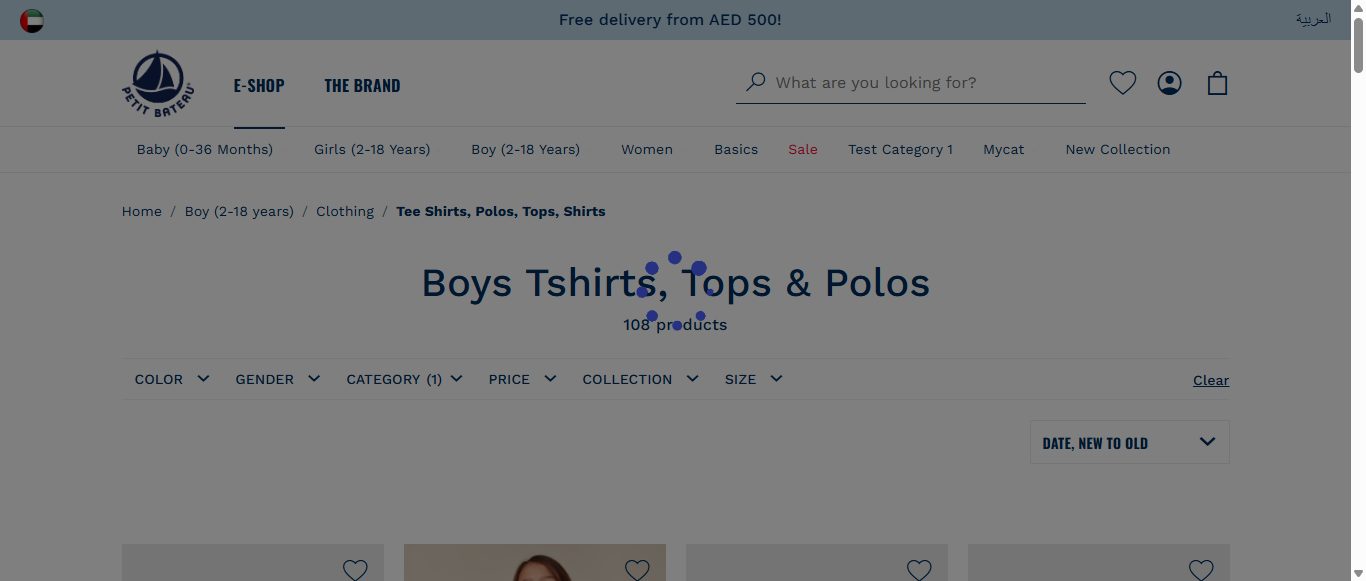 Free delivery from AED 500!
العربية
PETIT BATEAU
E-SHOP
THE BRAND
What are you looking for?
Baby (0-36 Months)
Girls (2-18 Years)
Boy (2-18 Years)
Women
Basics
Sale
Test Category 1
Mycat
New Collection
Home / Boy (2-18 years) / Clothing / Tee Shirts, Polos, Tops, Shirts
Boys Tshirts, Tops & Polos
108 products
COLOR
GENDER
CATEGORY (1)
PRICE
COLLECTION
SIZE
Clear
DATE, NEW TO OLD